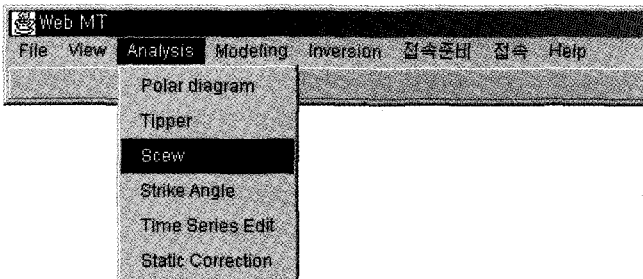 Web MT
File View Analysis Modeling Inversion 접속준비 접속 Help
Polar diagram
Tipper
Scew
Strike Angle
Time Series Edit
Static Correction